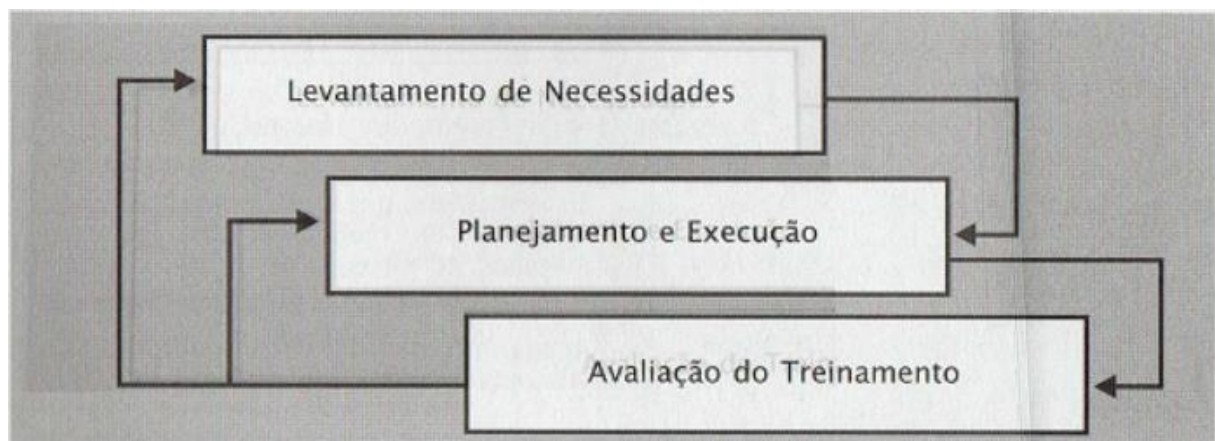 Levantamento de Necessidades
Planejamento e Execução
Avaliação do Treinamento